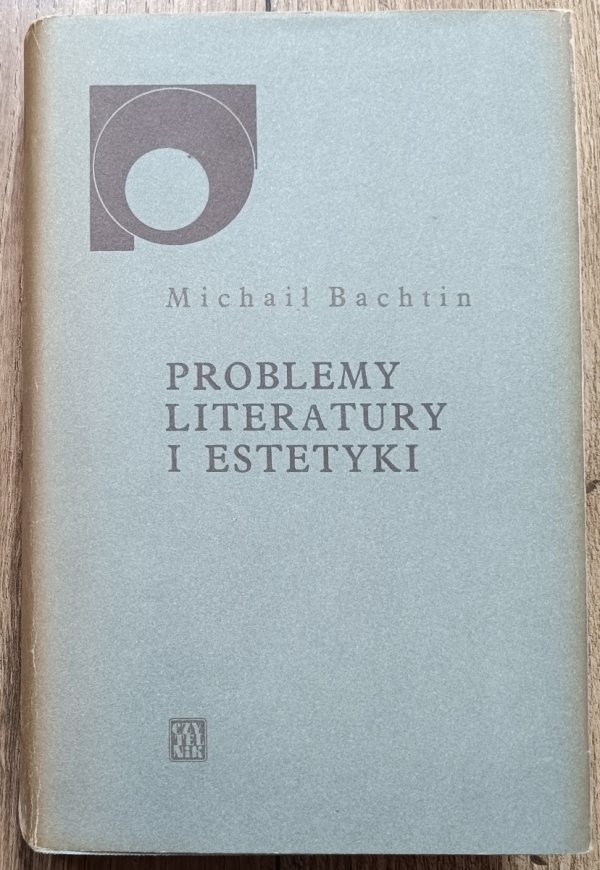 Michaił Bachtin
PROBLEMY
LITERATURY
I ESTETYKI
CZY
TEL
NIK